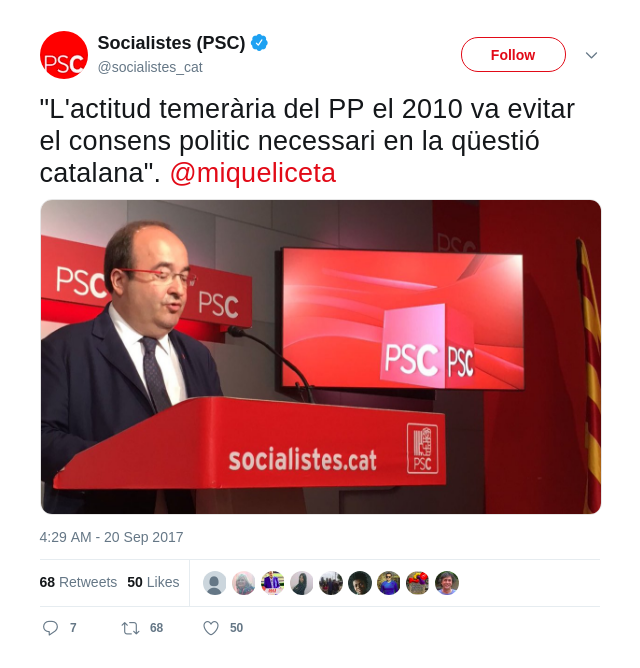 Socialistes (PSC)
@socialistes_cat
Follow
"L'actitud temerària del PP el 2010 va evitar
el consens politic necessari en la qüestió
catalana". @miqueliceta
PSC
PSC
PSC
PSC
PSC
PSC
socialistes.cat
PSC
4:29 AM - 20 Sep 2017
68 Retweets 50 Likes
7 68 50